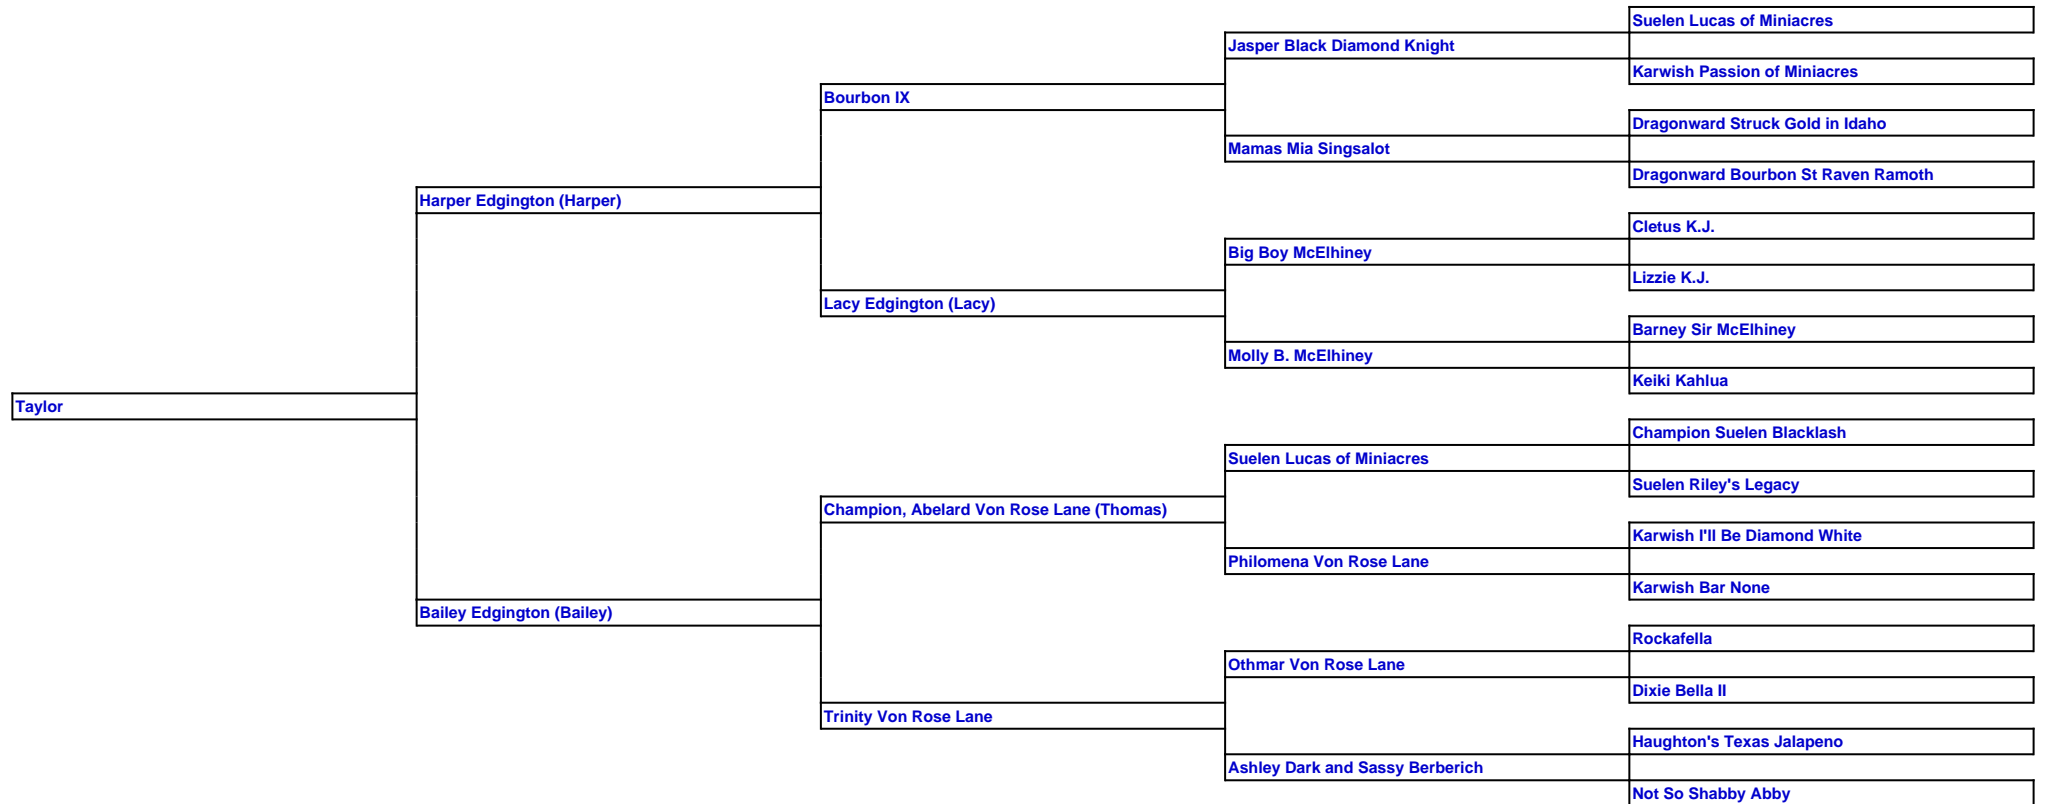 Suelen Lucas of Miniacres
Jasper Black Diamond Knight
Karwish Passion of Miniacres
Bourbon IX
Dragonward Struck Gold in Idaho
Mamas Mia Singsalot
Dragonward Bourbon St Raven Ramoth
Harper Edgington (Harper)
Cletus K.J.
Big Boy McElhiney
Lizzie K.J.
Lacy Edgington (Lacy)
Barney Sir McElhiney
Molly B. McElhiney
Keiki Kahlua
Taylor
Champion Suelen Blacklash
Suelen Lucas of Miniacres
Suelen Riley's Legacy
Champion, Abelard Von Rose Lane (Thomas)
Karwish I'll Be Diamond White
Philomena Von Rose Lane
Karwish Bar None
Bailey Edgington (Bailey)
Rockafella
Othmar Von Rose Lane
Dixie Bella II
Trinity Von Rose Lane
Haughton's Texas Jalapeno
Ashley Dark and Sassy Berberich
Not So Shabby Abby